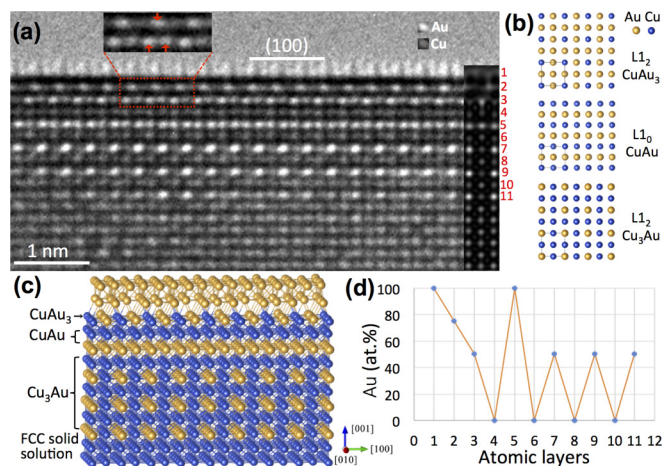 (a)
Au
Cu
(100)
1
2
3
4
5
6
7
8
9
10
11
1 nm
(b)
Au Cu
L1₂
CuAu₃
L1₀
CuAu
L1₂
Cu₃Au
(c)
CuAu₃
CuAu
Cu₃Au
FCC solid
solution
[001]
[100]
[010]
(d)
Au (at.%)
100
80
60
40
20
0
0 1 2 3 4 5 6 7 8 9 10 11 12
Atomic layers